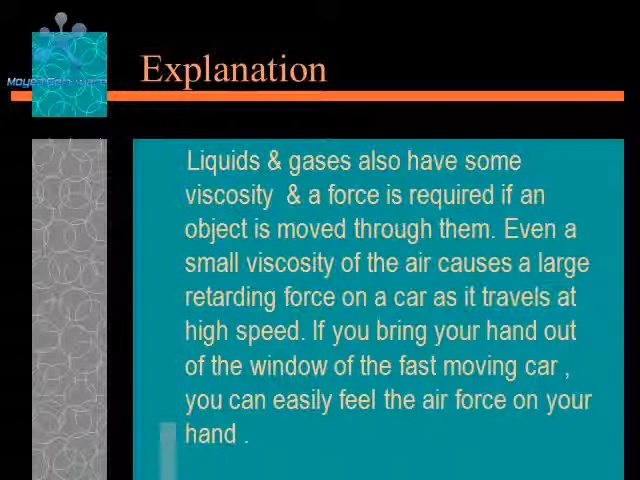 Explanation
Liquids & gases also have some
viscosity & a force is required if an
object is moved through them. Even a
small viscosity of the air causes a large
retarding force on a car as it travels at
high speed. If you bring your hand out
of the window of the fast moving car ,
you can easily feel the air force on your
hand .